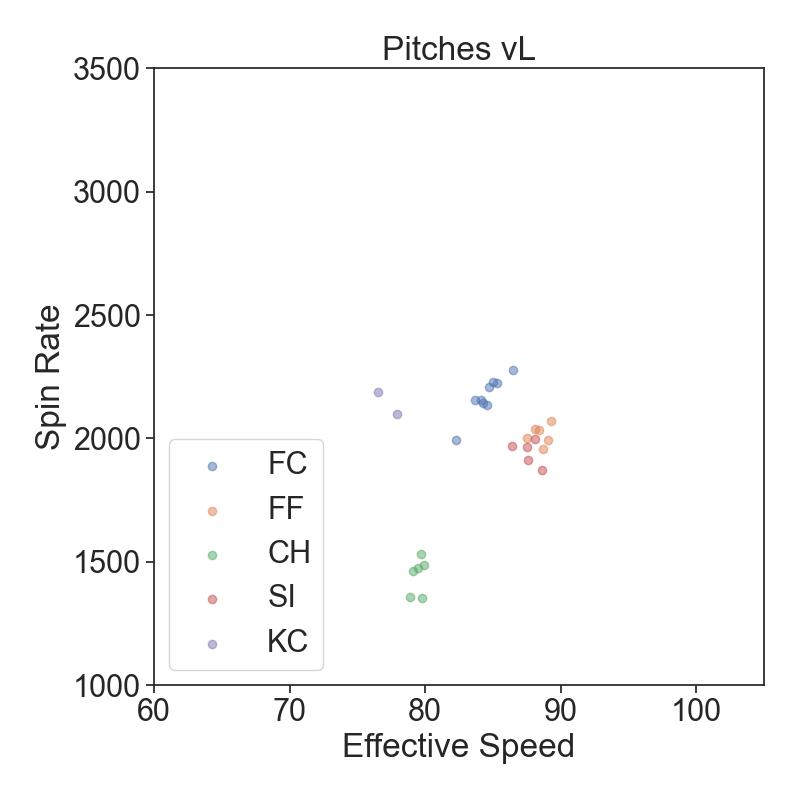 Pitches vL
3500
3000
2500
2000
1500
1000
Spin Rate
FC
FF
CH
SI
KC
60 70 80 90 100
Effective Speed